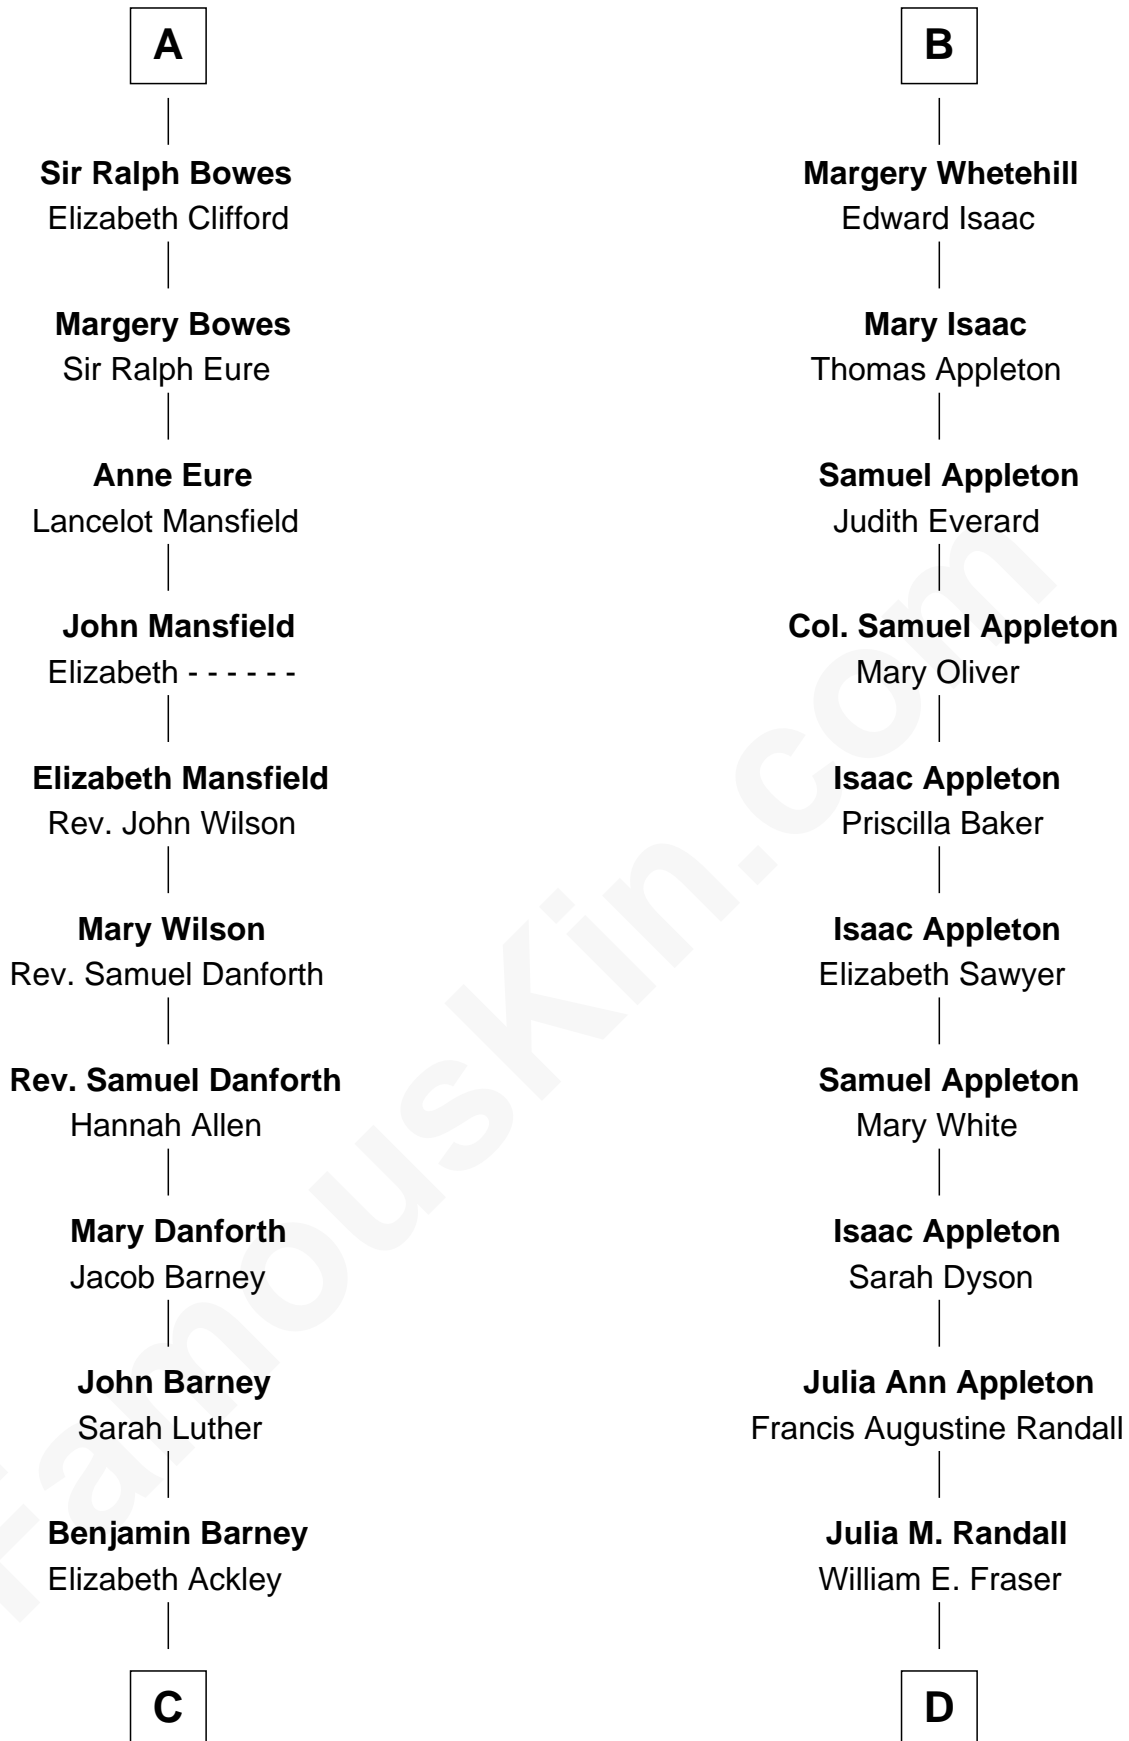 A
Sir Ralph Bowes
Elizabeth Clifford
Margery Bowes
Sir Ralph Eure
Anne Eure
Lancelot Mansfield
John Mansfield
Elizabeth - - - - - -
Elizabeth Mansfield
Rev. John Wilson
Mary Wilson
Rev. Samuel Danforth
Rev. Samuel Danforth
Hannah Allen
Mary Danforth
Jacob Barney
John Barney
Sarah Luther
Benjamin Barney
Elizabeth Ackley
C
B
Margery Whetehill
Edward Isaac
Mary Isaac
Thomas Appleton
Samuel Appleton
Judith Everard
Col. Samuel Appleton
Mary Oliver
Isaac Appleton
Priscilla Baker
Isaac Appleton
Elizabeth Sawyer
Samuel Appleton
Mary White
Isaac Appleton
Sarah Dyson
Julia Ann Appleton
Francis Augustine Randall
Julia M. Randall
William E. Fraser
D
FamousKin.com